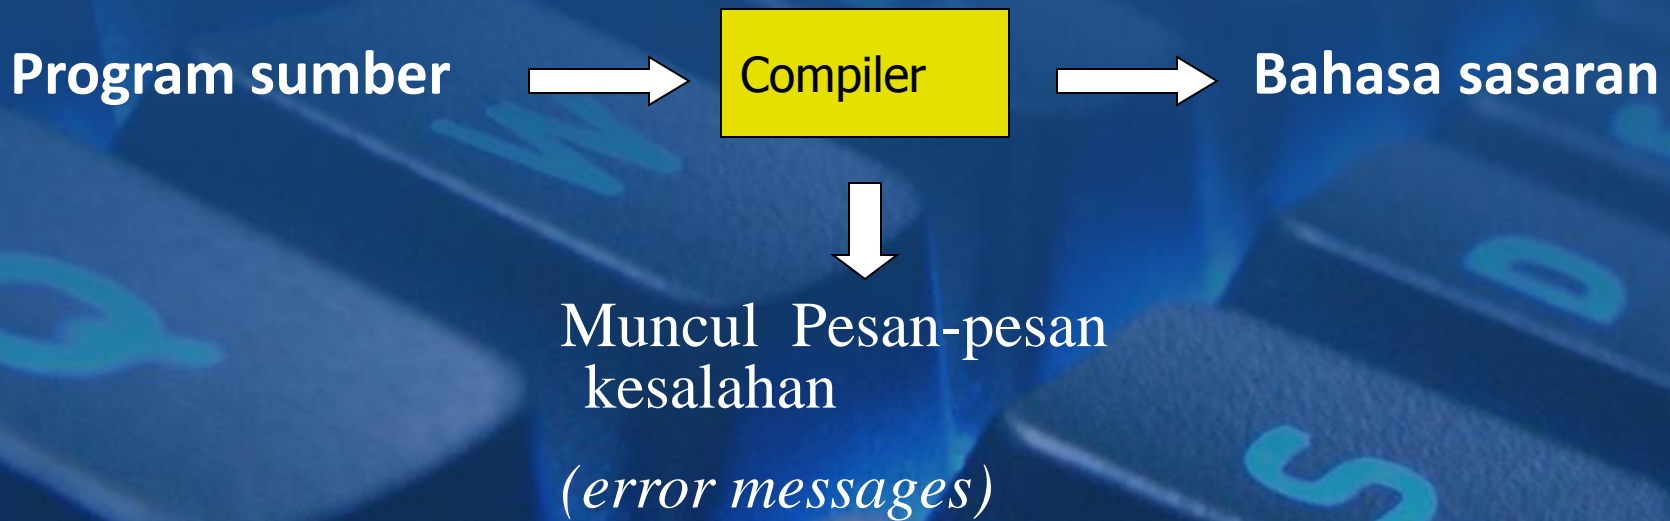 Program sumber
Compiler
Bahasa sasaran
Muncul Pesan-pesan
kesalahan
(error messages)
W
Q
D
S